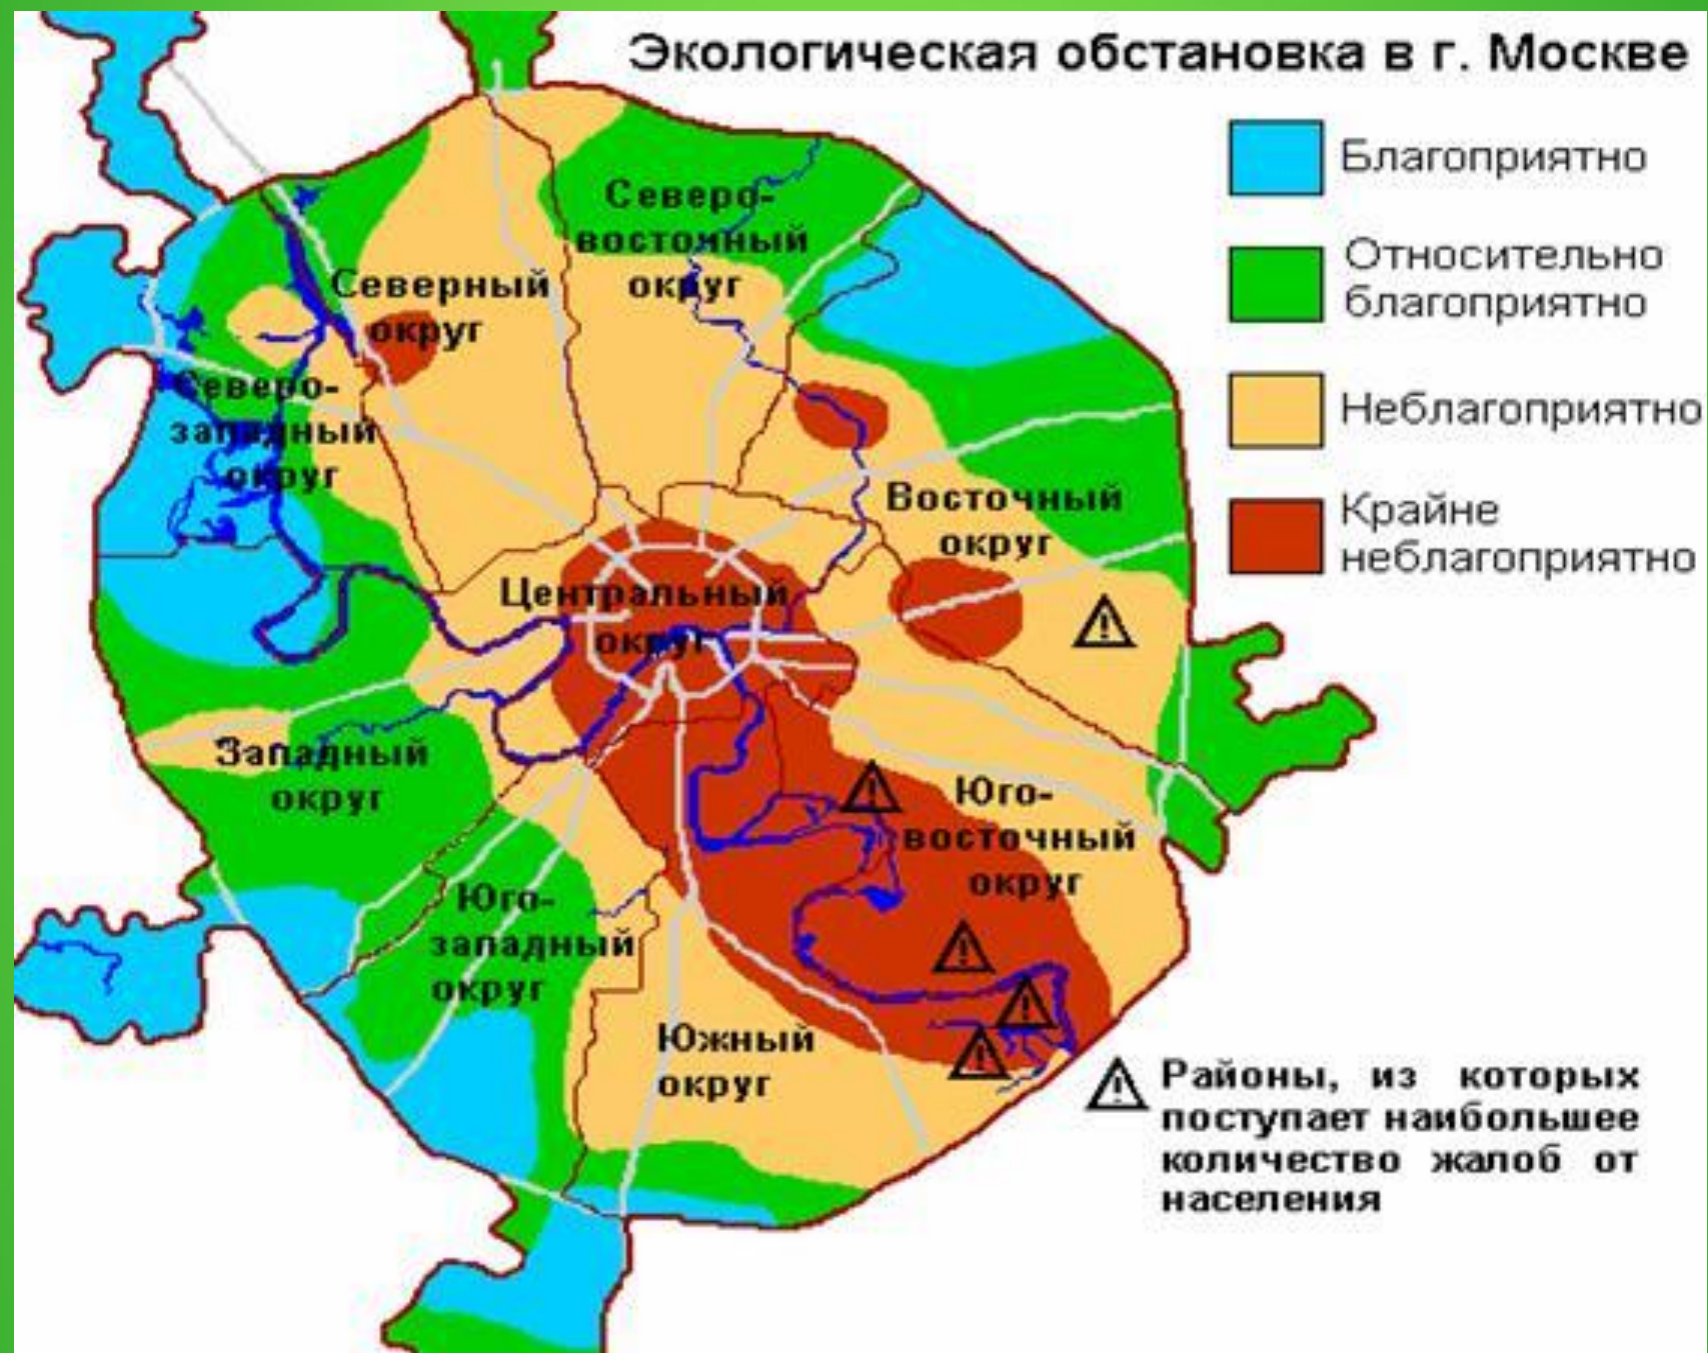 Экологическая обстановка в г. Москве
Благоприятно
Относительно
благоприятно
Неблагоприятно
Крайне
неблагоприятно
Северо-
восточный
округ
Северный
округ
Северо-
западный
округ
Восточный
округ
Центральный
округ
Западный
округ
Юго-
восточный
округ
Юго-
западный
округ
Южный
округ
Районы, из которых
поступает наибольшее
количество жалоб от
населения